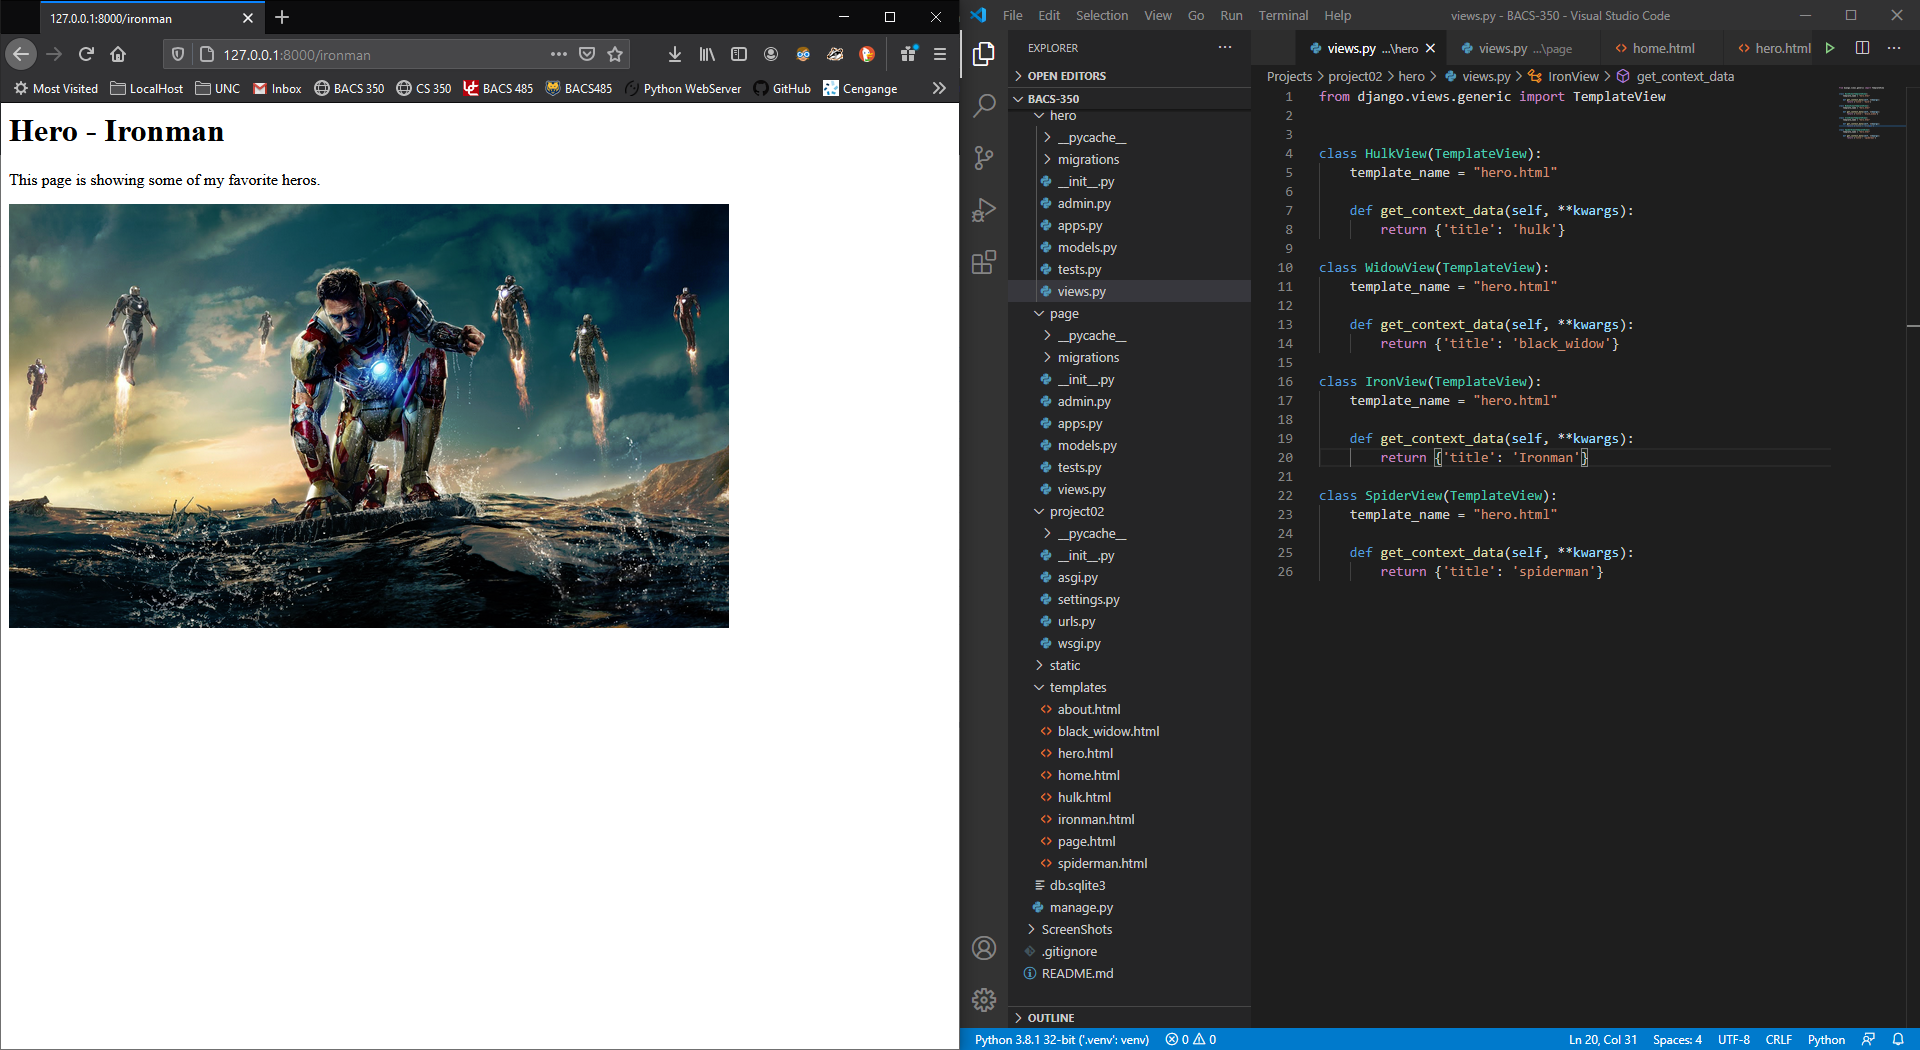 127.0.0.1:8000/ironman
127.0.0.1:8000/ironman
Most Visited LocalHost UNC Inbox BACS 350 CS 350 BACS 485 BACS485 Python WebServer GitHub Cengange
Hero - Ironman
This page is showing some of my favorite heros.
File Edit Selection View Go Run Terminal Help views.py - BACS-350 - Visual Studio Code
EXPLORER
OPEN EDITORS
BACS-350
hero
__pycache__
migrations
__init__.py
admin.py
apps.py
models.py
tests.py
views.py
page
__pycache__
migrations
__init__.py
admin.py
apps.py
models.py
tests.py
views.py
project02
__pycache__
__init__.py
asgi.py
settings.py
urls.py
wsgi.py
static
templates
about.html
black_widow.html
hero.html
home.html
hulk.html
ironman.html
page.html
spiderman.html
db.sqlite3
manage.py
ScreenShots
.gitignore
README.md
OUTLINE
views.py ...\hero views.py ...\page home.html hero.html
Projects > project02 > hero > views.py > IronView > get_context_data
1 from django.views.generic import TemplateView
2
3
4 class HulkView(TemplateView):
5 template_name = "hero.html"
6
7 def get_context_data(self, **kwargs):
8 return {'title': 'hulk'}
9
10 class WidowView(TemplateView):
11 template_name = "hero.html"
12
13 def get_context_data(self, **kwargs):
14 return {'title': 'black_widow'}
15
16 class IronView(TemplateView):
17 template_name = "hero.html"
18
19 def get_context_data(self, **kwargs):
20 return {'title': 'Ironman'}
21
22 class SpiderView(TemplateView):
23 template_name = "hero.html"
24
25 def get_context_data(self, **kwargs):
26 return {'title': 'spiderman'}
Python 3.8.1 32-bit ('.venv': venv) 0 0 Ln 20, Col 31 Spaces: 4 UTF-8 CRLF Python